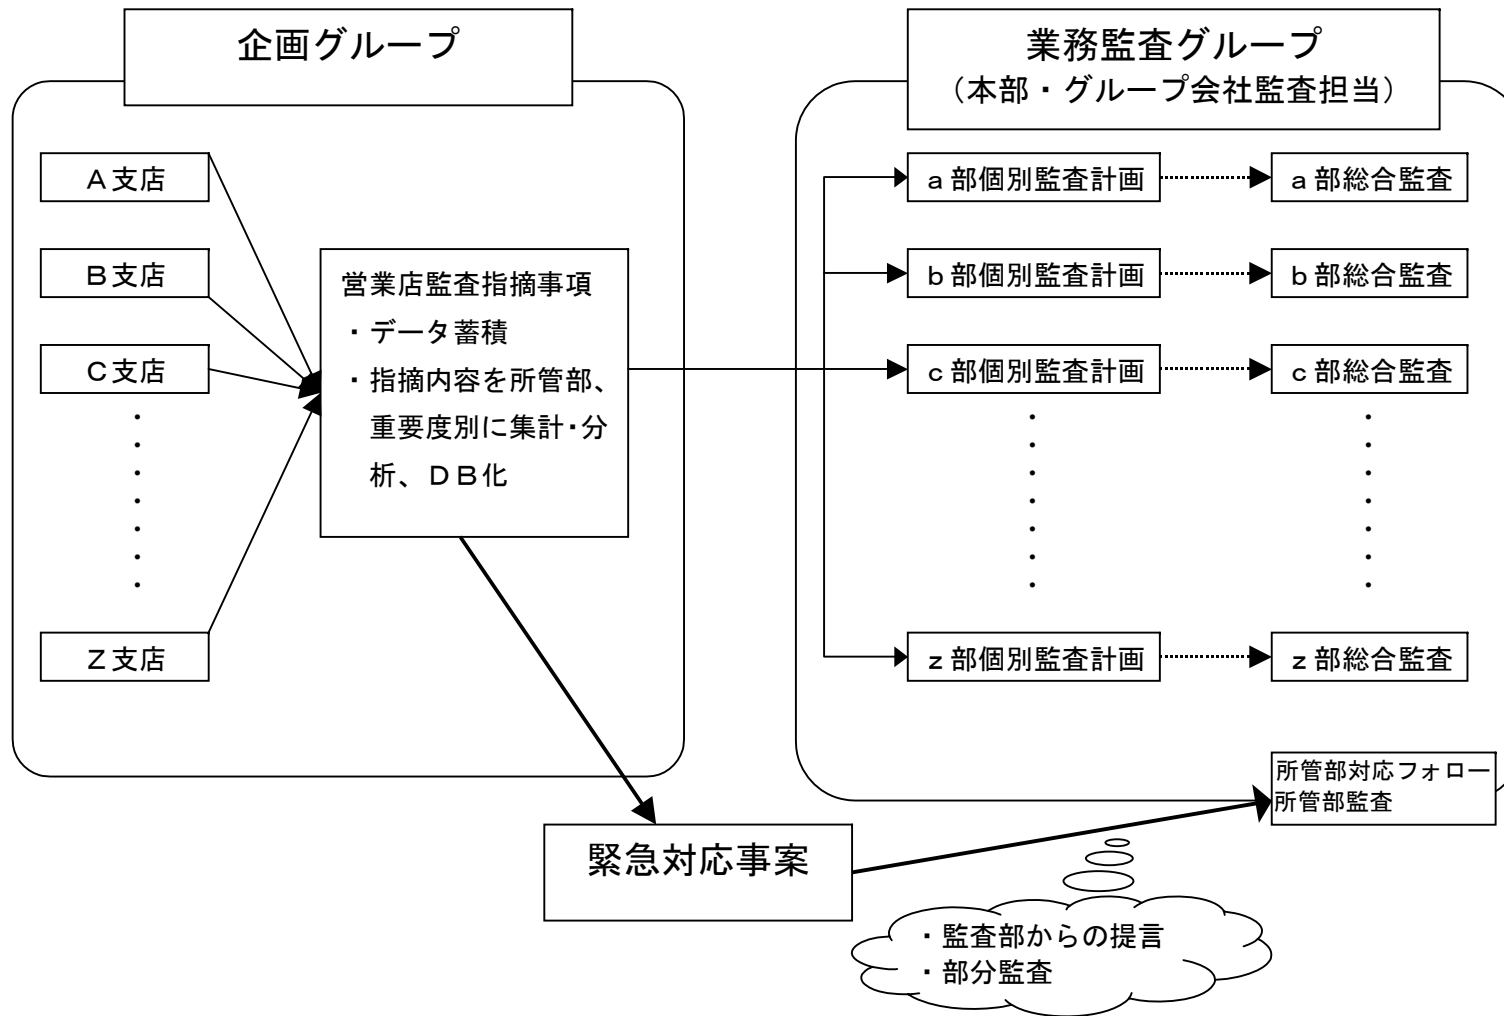 企画グループ
A支店
B支店
C支店
・
・
・
・
・
・
・
Z支店
営業店監査指摘事項
・データ蓄積
・指摘内容を所管部、
重要度別に集計・分
析、DB化
業務監査グループ
(本部・グループ会社監査担当)
a部個別監査計画
a部総合監査
b部個別監査計画
b部総合監査
c部個別監査計画
c部総合監査
・
・
・
・
・
・
・
・
・
・
・
・
・
・
z部個別監査計画
z部総合監査
所管部対応フォロー
所管部監査
緊急対応事案
・監査部からの提言
・部分監査